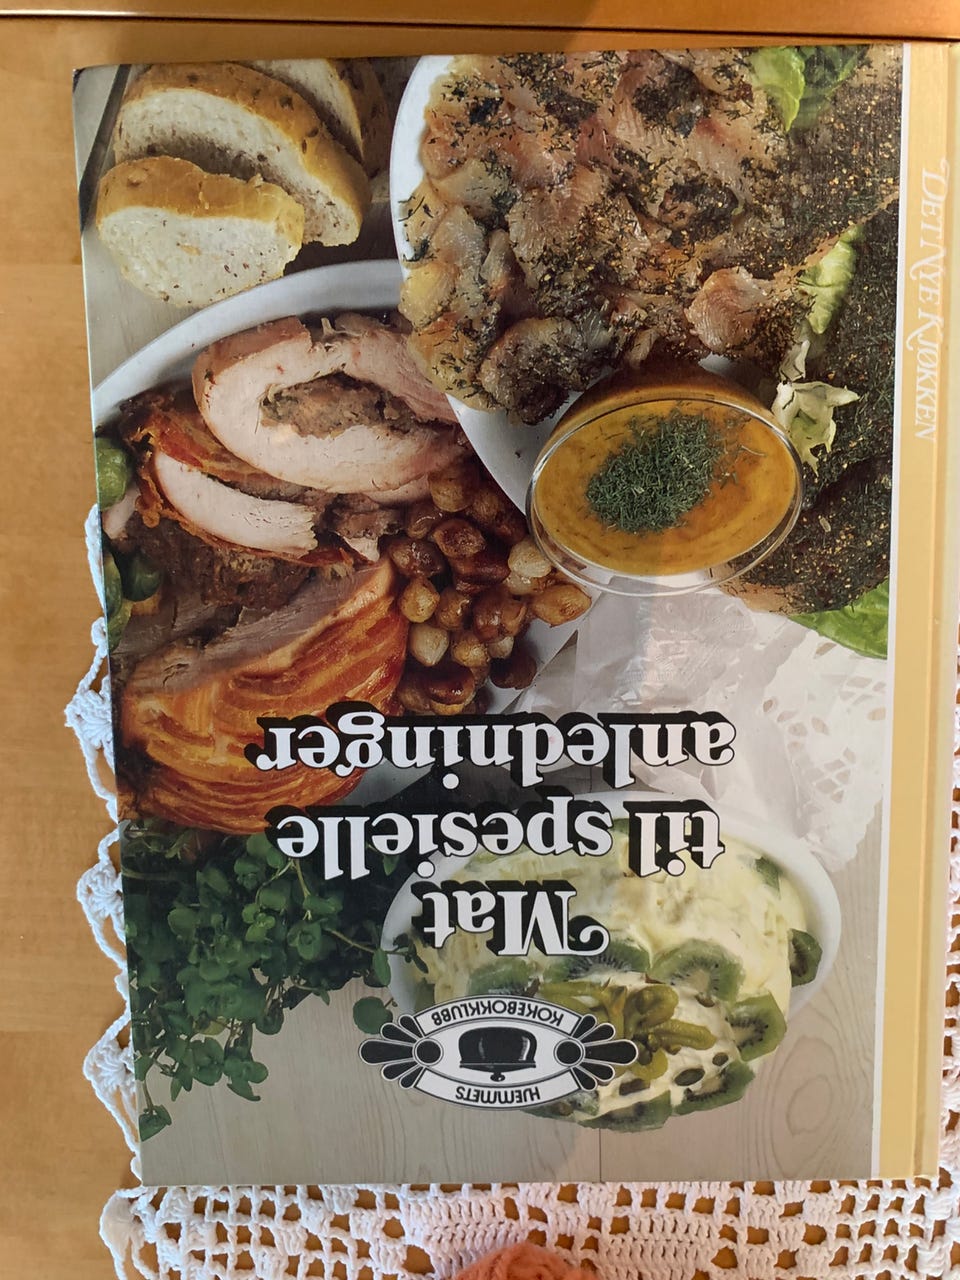 HJEMMETS
KOKEBOKKLUBB
Mat
til spesielle
anledninger
DET NYE KJØKKEN